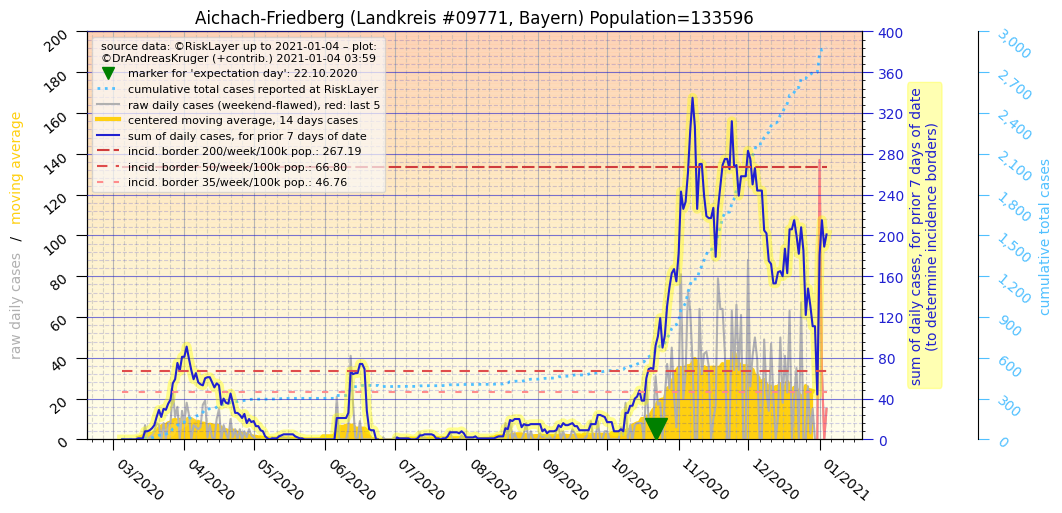 Aichach-Friedberg (Landkreis #09771, Bayern) Population=133596
source data: ©RiskLayer up to 2021-01-04 – plot:
©DrAndreasKruger (+contrib.) 2021-01-04 03:59
marker for 'expectation day': 22.10.2020
cumulative total cases reported at RiskLayer
raw daily cases (weekend-flawed), red: last 5
centered moving average, 14 days cases
sum of daily cases, for prior 7 days of date
incid. border 200/week/100k pop.: 267.19
incid. border 50/week/100k pop.: 66.80
incid. border 35/week/100k pop.: 46.76
raw daily cases / moving average
200
180
160
140
120
100
80
60
40
20
0
03/2020
04/2020
05/2020
06/2020
07/2020
08/2020
09/2020
10/2020
11/2020
12/2020
01/2021
400
360
320
280
240
200
160
120
80
40
0
sum of daily cases, for prior 7 days of date
(to determine incidence borders)
3,000
2,700
2,400
2,100
1,800
1,500
1,200
900
600
300
0
cumulative total cases